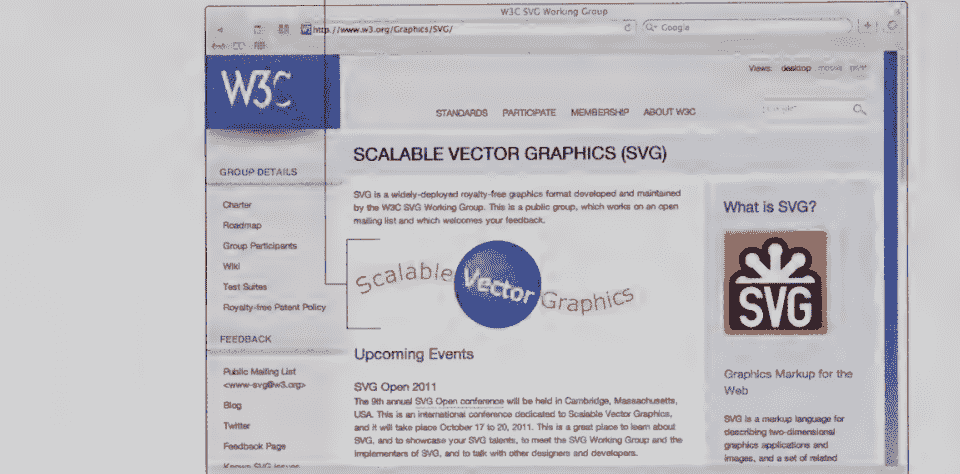 W3C SVG Working Group
http://www.w3.org/Graphics/SVG/
Google
W3C
Views: desktop mobile print
STANDARDS PARTICIPATE MEMBERSHIP ABOUT W3C
SCALABLE VECTOR GRAPHICS (SVG)
GROUP DETAILS
Charter
Roadmap
Group Participants
Wiki
Test Suites
Royalty-free Patent Policy
FEEDBACK
Public Mailing List
<www-svg@w3.org>
Blog
Twitter
Feedback Page
Known SVG issues
SVG is a widely-deployed royalty-free graphics format developed and maintained
by the W3C SVG Working Group. This is a public group, which works on an open
mailing list and which welcomes your feedback.
Scalable Vector Graphics
Upcoming Events
SVG Open 2011
The 9th annual SVG Open conference will be held in Cambridge, Massachusetts,
USA. This is an international conference dedicated to Scalable Vector Graphics,
and it will take place October 17 to 20, 2011. This is a great place to learn about
SVG, and to showcase your SVG talents, to meet the SVG Working Group and the
implementers of SVG, and to talk with other designers and developers.
What is SVG?
SVG
Graphics Markup for the
Web
SVG is a markup language for
describing two-dimensional
graphics applications and
images, and a set of related